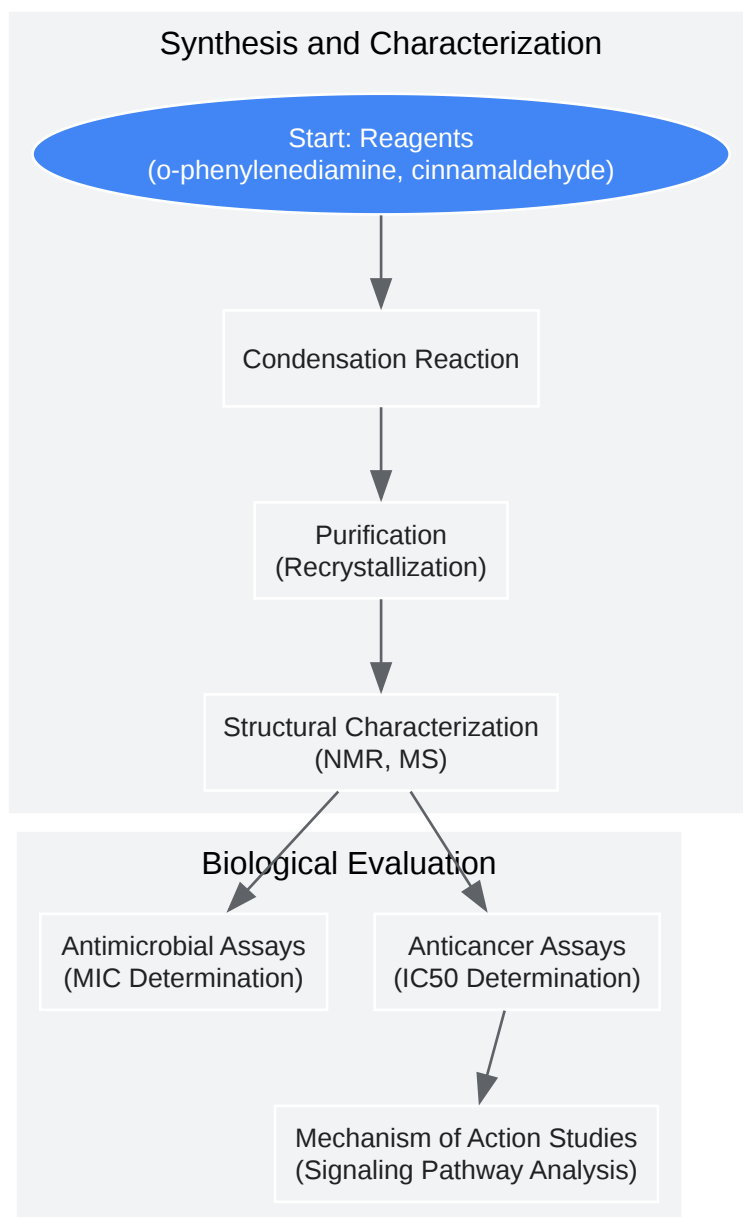 Synthesis and Characterization
Start: Reagents
(o-phenylenediamine, cinnamaldehyde)
Condensation Reaction
Purification
(Recrystallization)
Structural Characterization
(NMR, MS)
Biological Evaluation
Antimicrobial Assays
(MIC Determination)
Anticancer Assays
(IC50 Determination)
Mechanism of Action Studies
(Signaling Pathway Analysis)